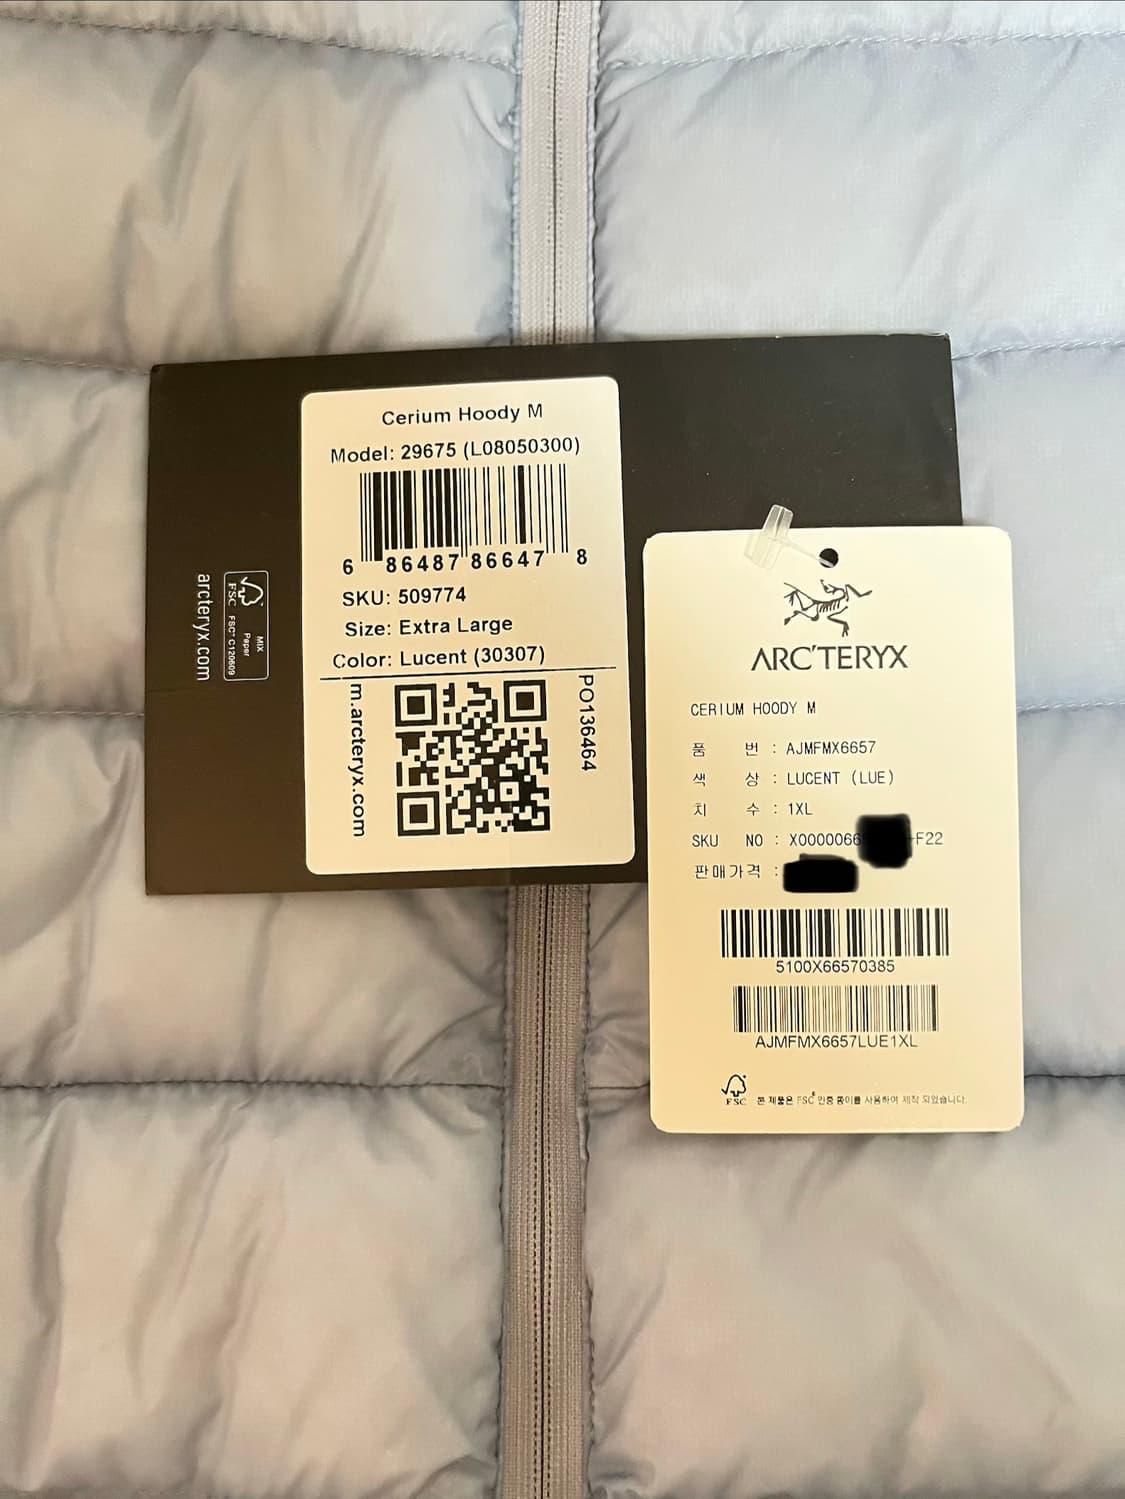 Cerium Hoody M
Model: 29675 (L08050300)
6 86487 86647 8
SKU: 509774
Size: Extra Large
Color: Lucent (30307)
m.arcteryx.com
PO136464
arcteryx.com
FSC
MIX
Paper
FSC® C120609
ARC'TERYX
CERIUM HOODY M
품 번 : AJMFMX6657
색 상 : LUCENT (LUE)
치 수 : 1XL
SKU NO : X0000066 -F22
판매가격 :
5100X66570385
AJMFMX6657LUE1XL
FSC 본 제품은 FSC® 인증 종이를 사용하여 제작 되었습니다.